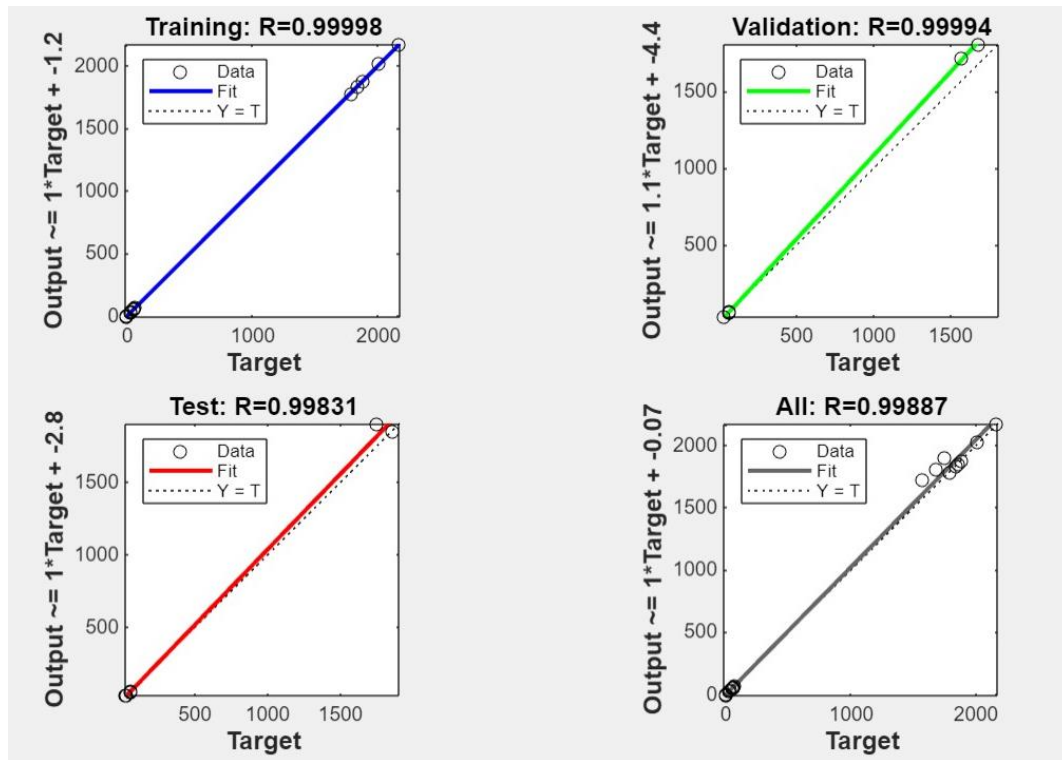 Training: R=0.99998
Output ~= 1*Target + -1.2
2000
1500
1000
500
0
Data
Fit
Y = T
0
1000
2000
Target
Validation: R=0.99994
Output ~= 1.1*Target + -4.4
1500
1000
500
Data
Fit
Y = T
500
1000
1500
Target
Test: R=0.99831
Output ~= 1*Target + -2.8
1500
1000
500
Data
Fit
Y = T
500
1000
1500
Target
All: R=0.99887
Output ~= 1*Target + -0.07
2000
1500
1000
500
0
Data
Fit
Y = T
0
1000
2000
Target